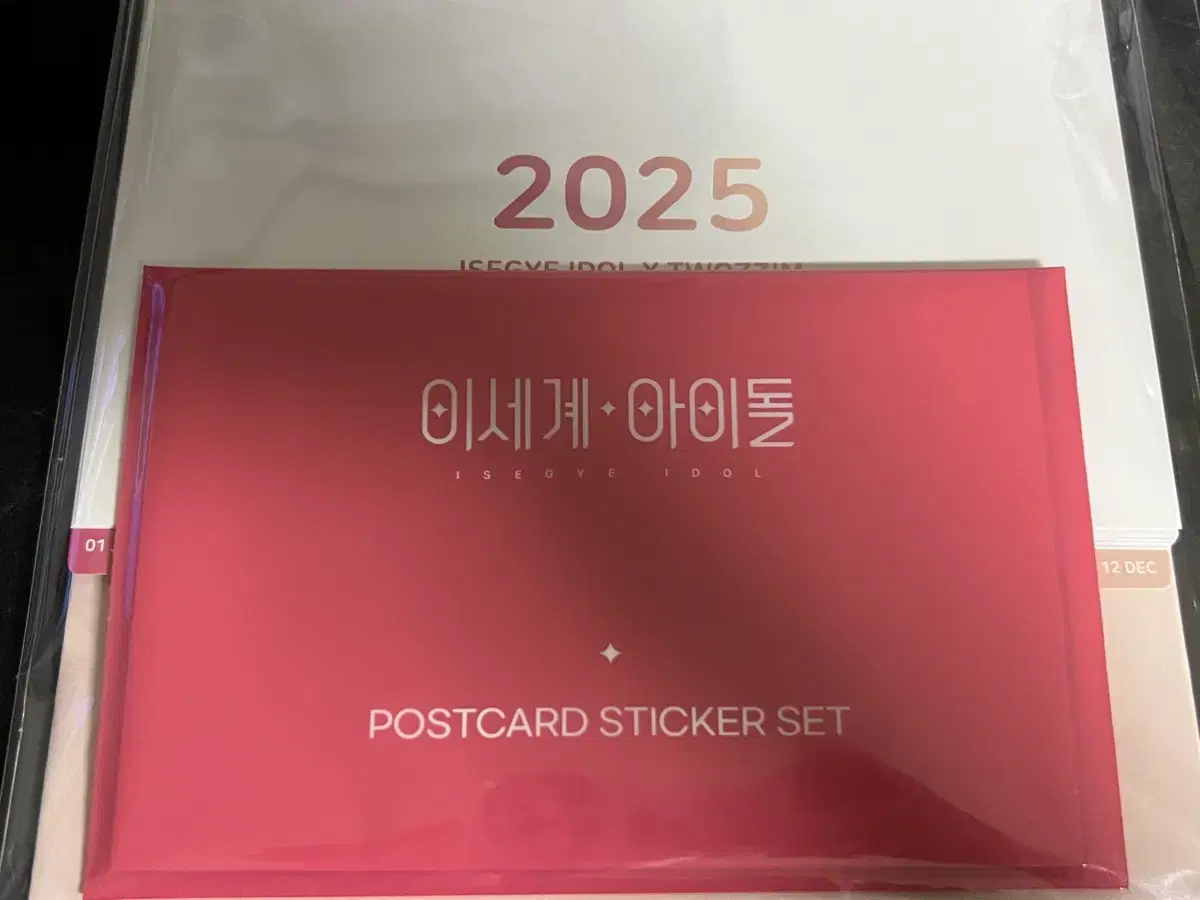 2025
ISEGYE IDOL X TWOZZIM
이세계 아이돌
ISEGYE IDOL
01
12 DEC
POSTCARD STICKER SET